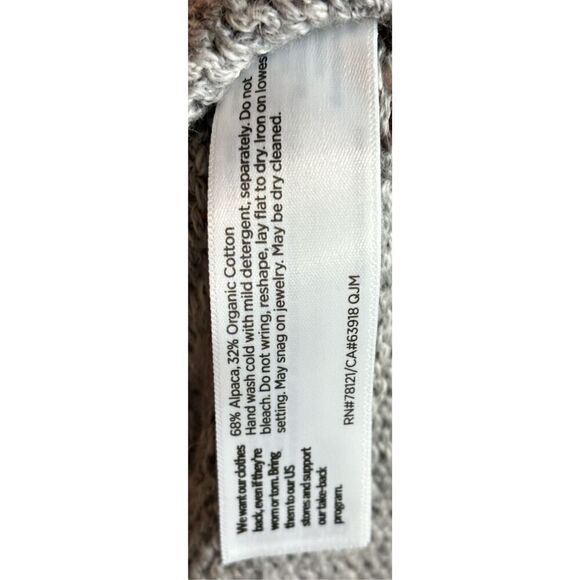 We want our clothes
back, even if they're
worn or torn. Bring
them to our US
stores and support
our take-back
program.
68% Alpaca, 32% Organic Cotton
Hand wash cold with mild detergent, separately. Do not
bleach. Do not wring, reshape, lay flat to dry. Iron on lowest
setting. May snag on jewelry. May be dry cleaned.
RN#78121/CA#63918 QJM